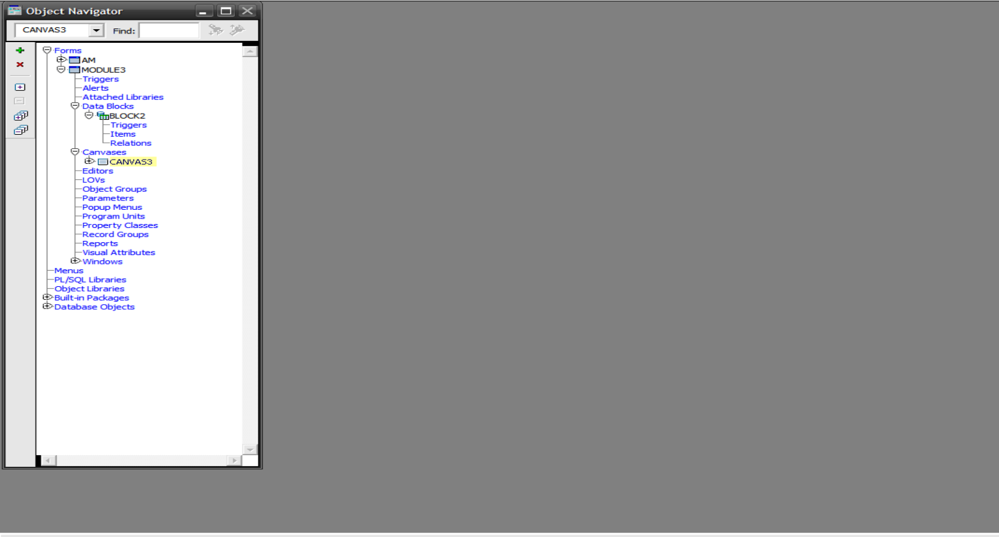 Object Navigator
CANVAS3 Find:
Forms
AM
MODULE3
Triggers
Alerts
Attached Libraries
Data Blocks
BLOCK2
Triggers
Items
Relations
Canvases
CANVAS3
Editors
LOVs
Object Groups
Parameters
Popup Menus
Program Units
Property Classes
Record Groups
Reports
Visual Attributes
Windows
Menus
PL/SQL Libraries
Object Libraries
Built-in Packages
Database Objects